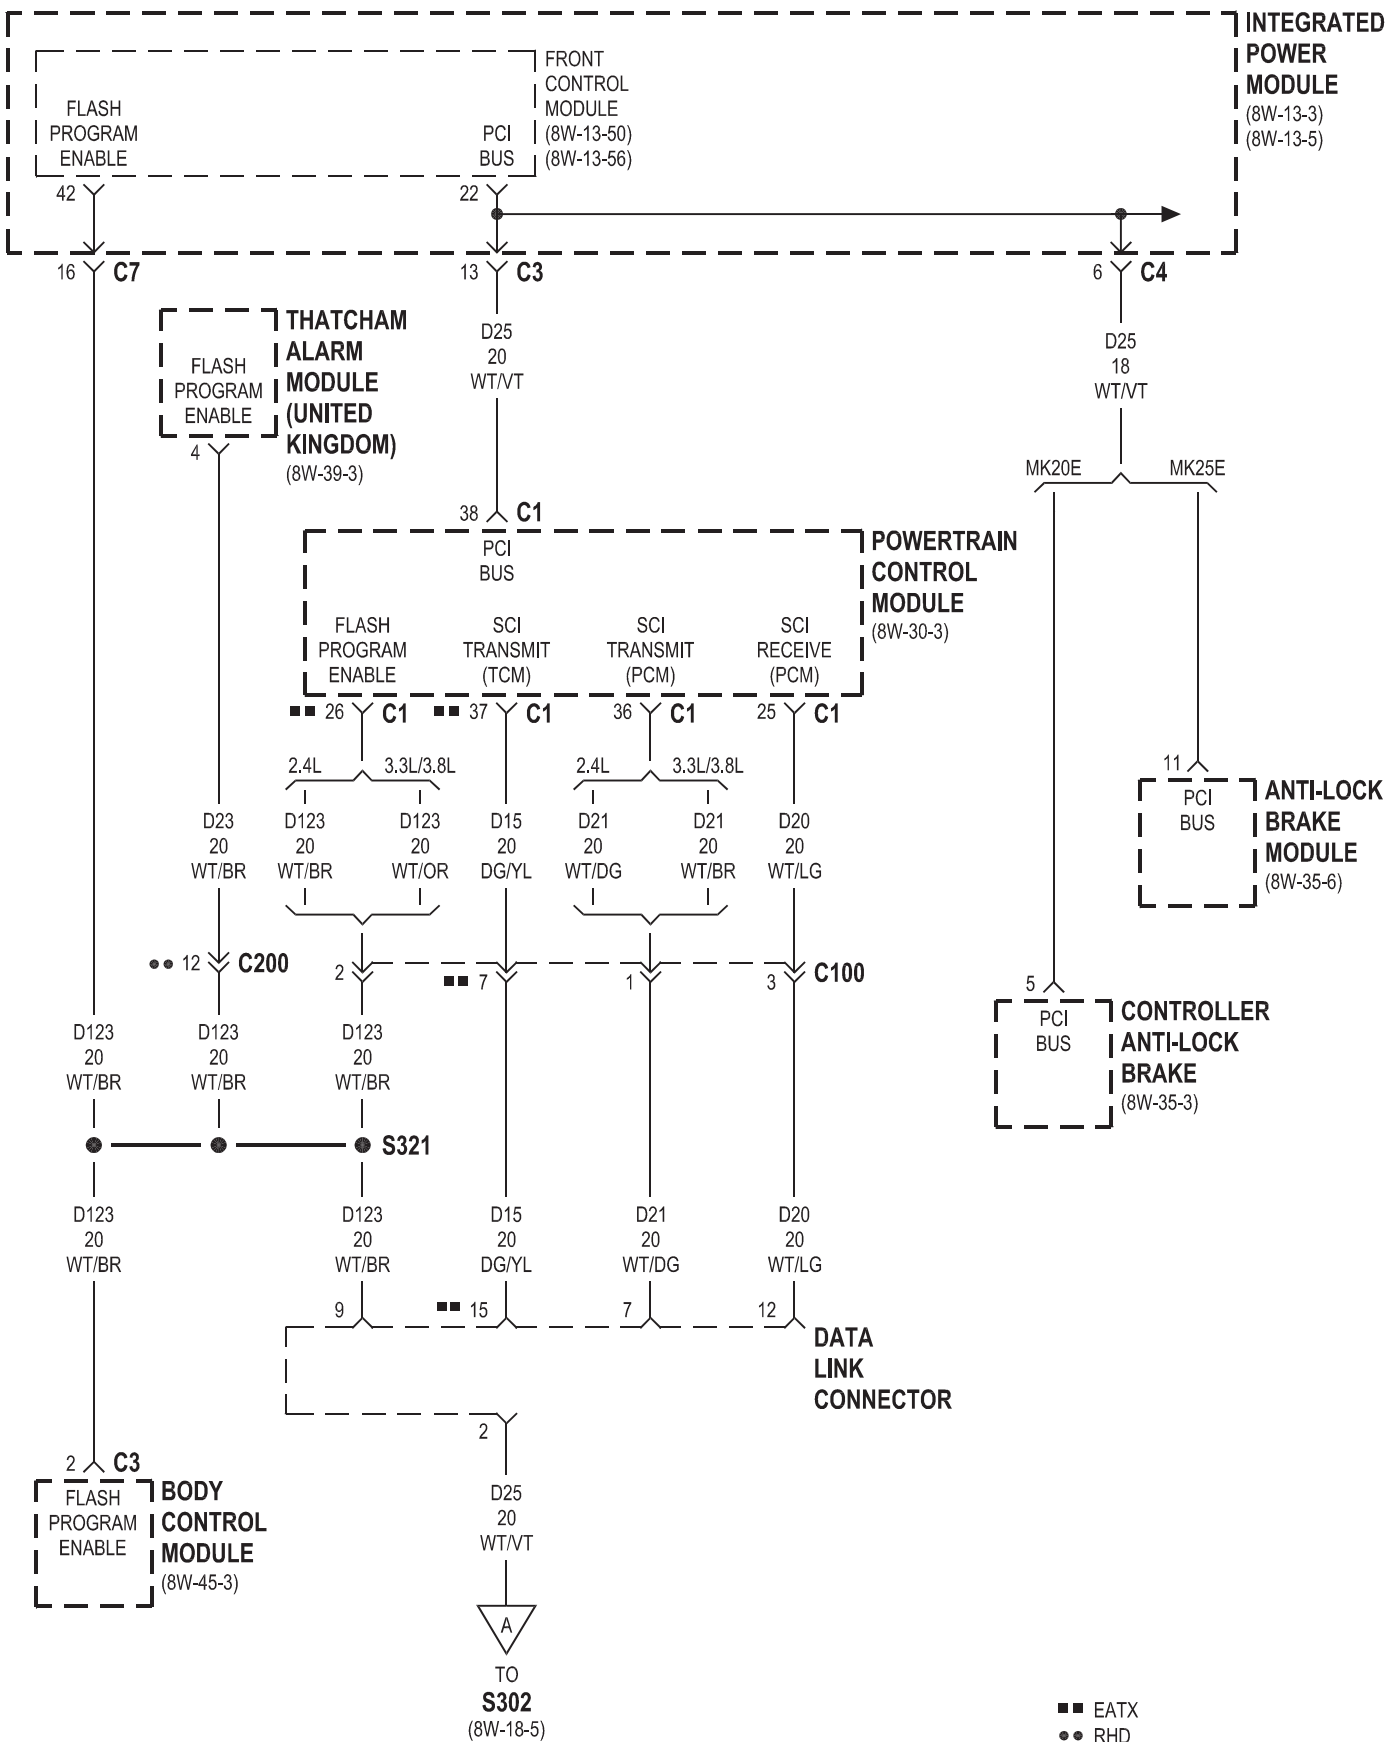 INTEGRATED
POWER
MODULE
(8W-13-3)
(8W-13-5)
FRONT
CONTROL
MODULE
(8W-13-50)
(8W-13-56)
FLASH
PROGRAM
ENABLE
PCI
BUS
42
22
16 C7
13 C3
6 C4
THATCHAM
ALARM
MODULE
(UNITED
KINGDOM)
(8W-39-3)
FLASH
PROGRAM
ENABLE
4
D25
20
WT/VT
D25
18
WT/VT
MK20E
MK25E
38 C1
PCI
BUS
POWERTRAIN
CONTROL
MODULE
(8W-30-3)
FLASH
PROGRAM
ENABLE
SCI
TRANSMIT
(TCM)
SCI
TRANSMIT
(PCM)
SCI
RECEIVE
(PCM)
26 C1
37 C1
36 C1
25 C1
2.4L
3.3L/3.8L
2.4L
3.3L/3.8L
D23
20
WT/BR
D123
20
WT/BR
D123
20
WT/OR
D15
20
DG/YL
D21
20
WT/DG
D21
20
WT/BR
D20
20
WT/LG
11
PCI
BUS
ANTI-LOCK
BRAKE
MODULE
(8W-35-6)
12 C200
2
7
1
3
C100
5
PCI
BUS
CONTROLLER
ANTI-LOCK
BRAKE
(8W-35-3)
D123
20
WT/BR
D123
20
WT/BR
D123
20
WT/BR
S321
D123
20
WT/BR
D123
20
WT/BR
D15
20
DG/YL
D21
20
WT/DG
D20
20
WT/LG
9
15
7
12
DATA
LINK
CONNECTOR
2
2 C3
FLASH
PROGRAM
ENABLE
BODY
CONTROL
MODULE
(8W-45-3)
D25
20
WT/VT
A
TO
S302
(8W-18-5)
EATX
RHD